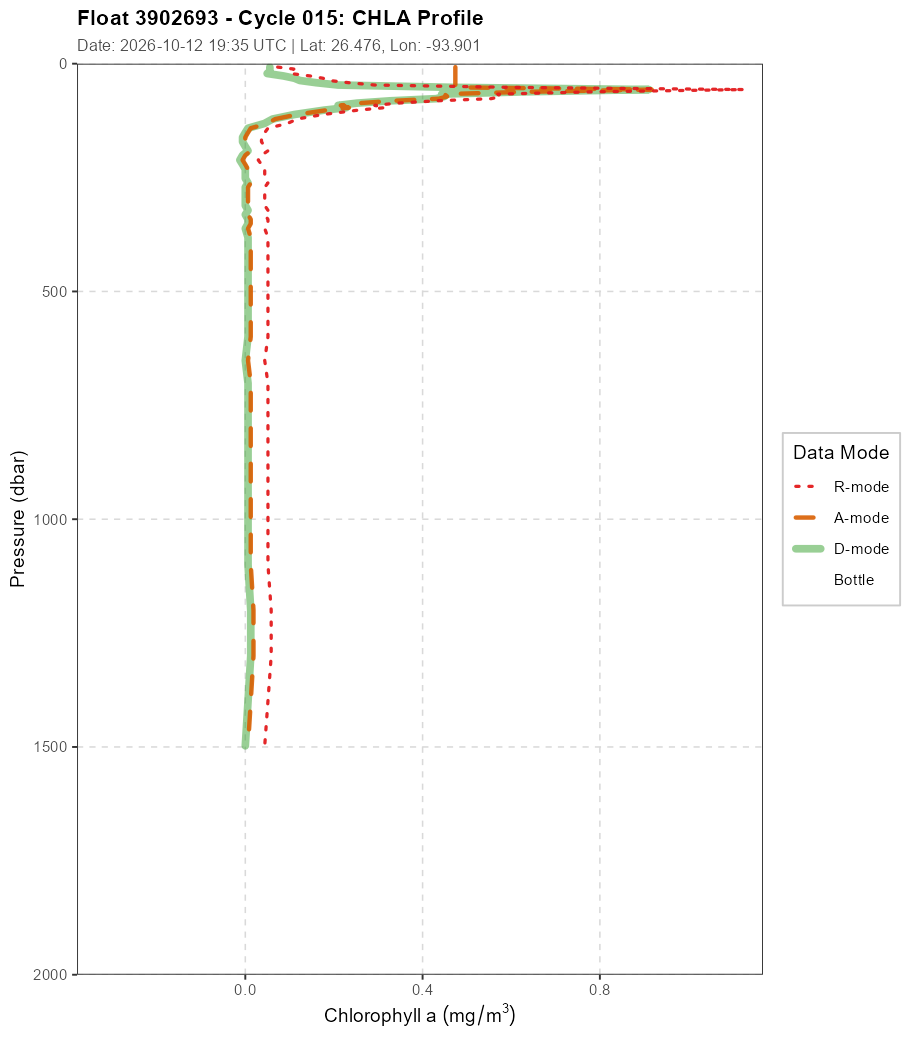 Float 3902693 - Cycle 015: CHLA Profile
Date: 2026-10-12 19:35 UTC | Lat: 26.476, Lon: -93.901
0
500
1000
1500
2000
Pressure (dbar)
0.0
0.4
0.8
Chlorophyll a (mg/m³)
Data Mode
R-mode
A-mode
D-mode
Bottle